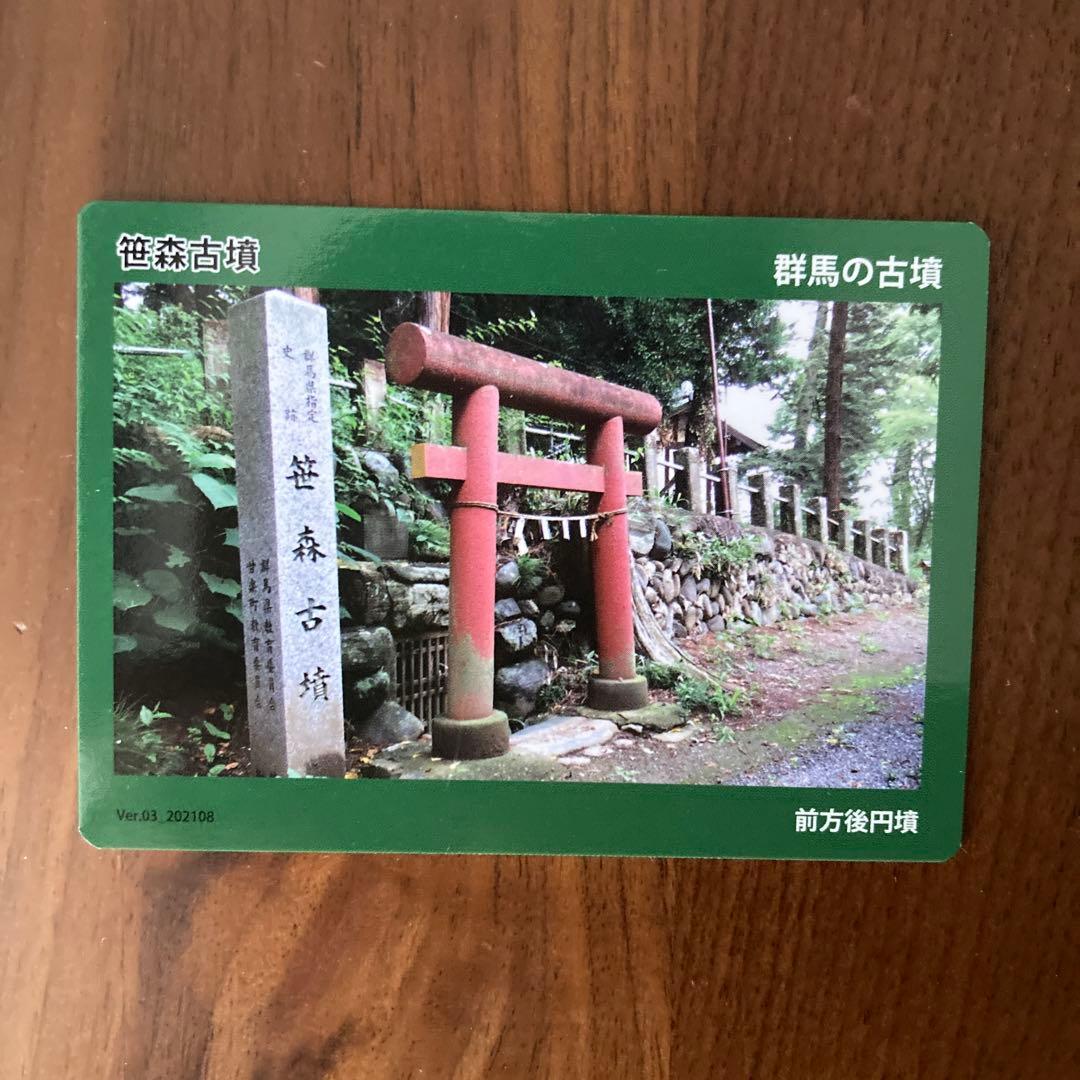 笹森古墳
群馬の古墳
群馬県指定
史跡
笹森古墳
群馬県教育委員会
甘楽町教育委員会
Ver.03_202108
前方後円墳